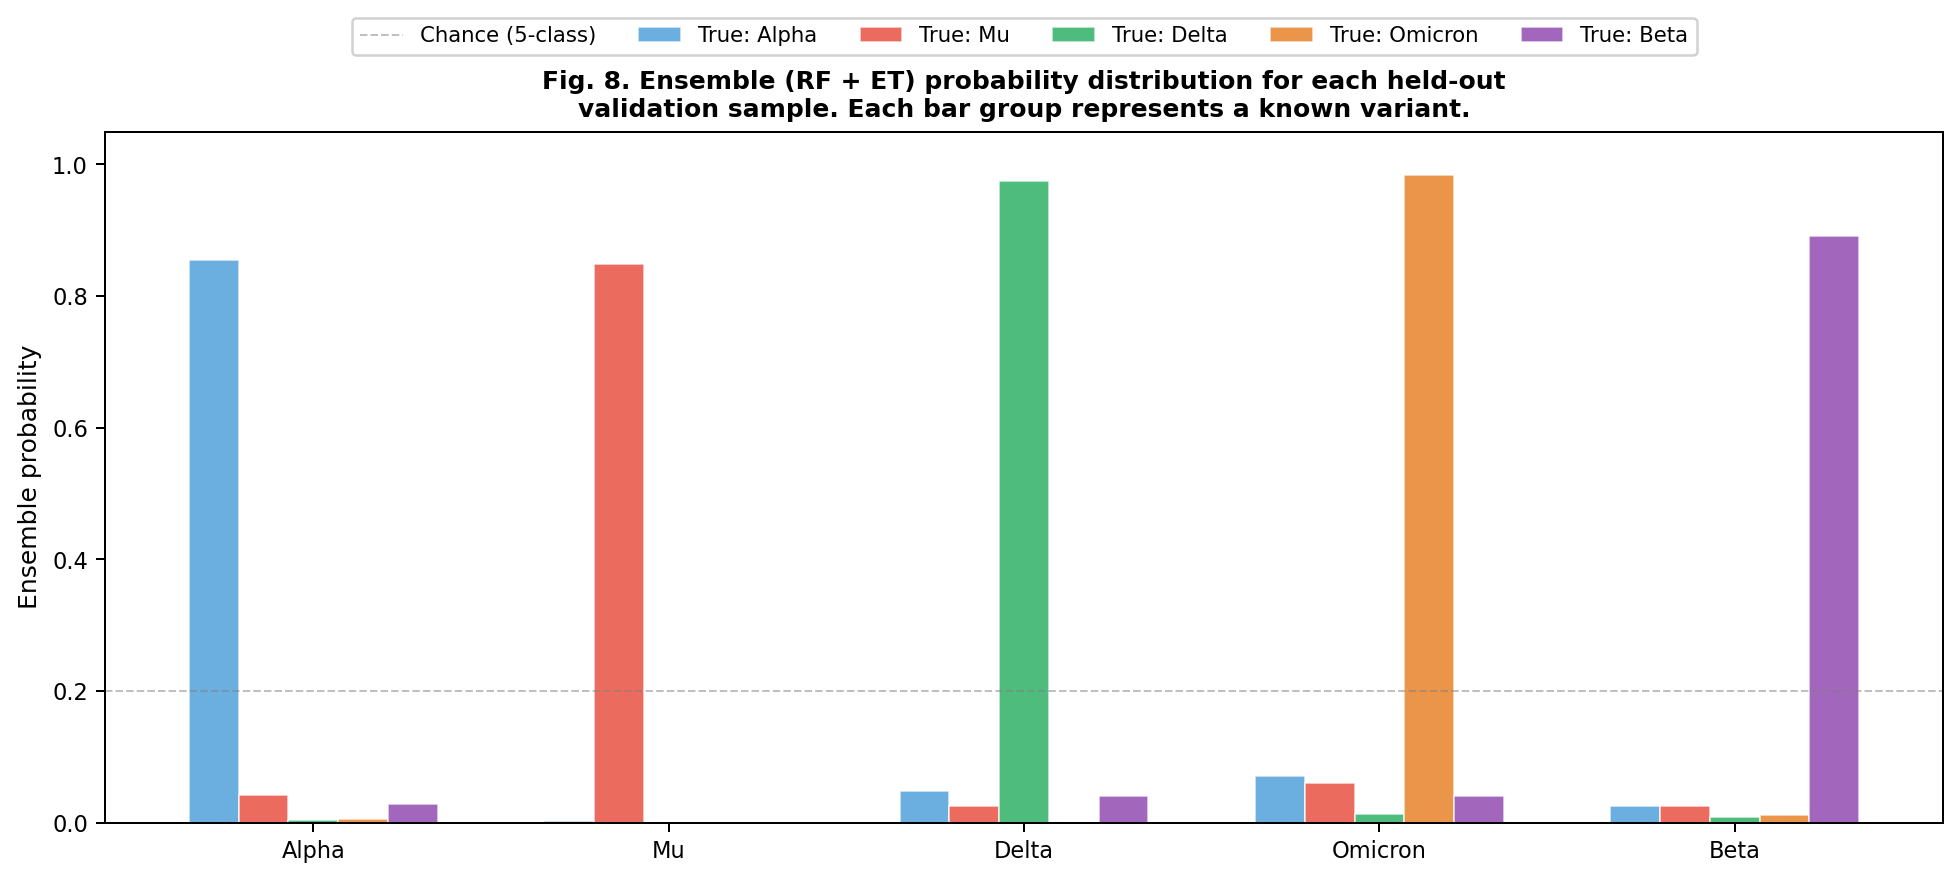 Chance (5-class) True: Alpha True: Mu True: Delta True: Omicron True: Beta
Fig. 8. Ensemble (RF + ET) probability distribution for each held-out
validation sample. Each bar group represents a known variant.
Ensemble probability
1.0
0.8
0.6
0.4
0.2
0.0
Alpha Mu Delta Omicron Beta